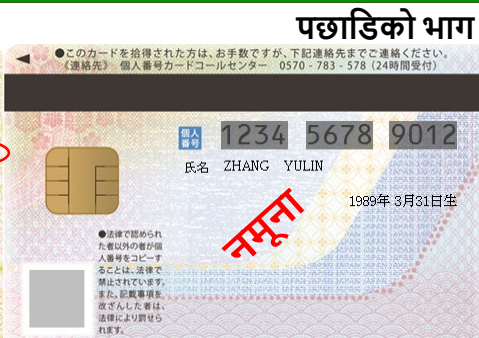 पछाडिको भाग
●このカードを拾得された方は、お手数ですが、下記連絡先までご連絡ください。
《連絡先》 個人番号カードコールセンター 0570 - 783 - 578 (24時間受付)
個人番号 1234 5678 9012
氏名 ZHANG YULIN
1989年 3月31日生
नमूना
●法律で認められ
た者以外の者が個
人番号をコピーす
ることは、法律で
禁止されています。
また、記載事項を
改ざんした者は、
法律により罰せら
れます。